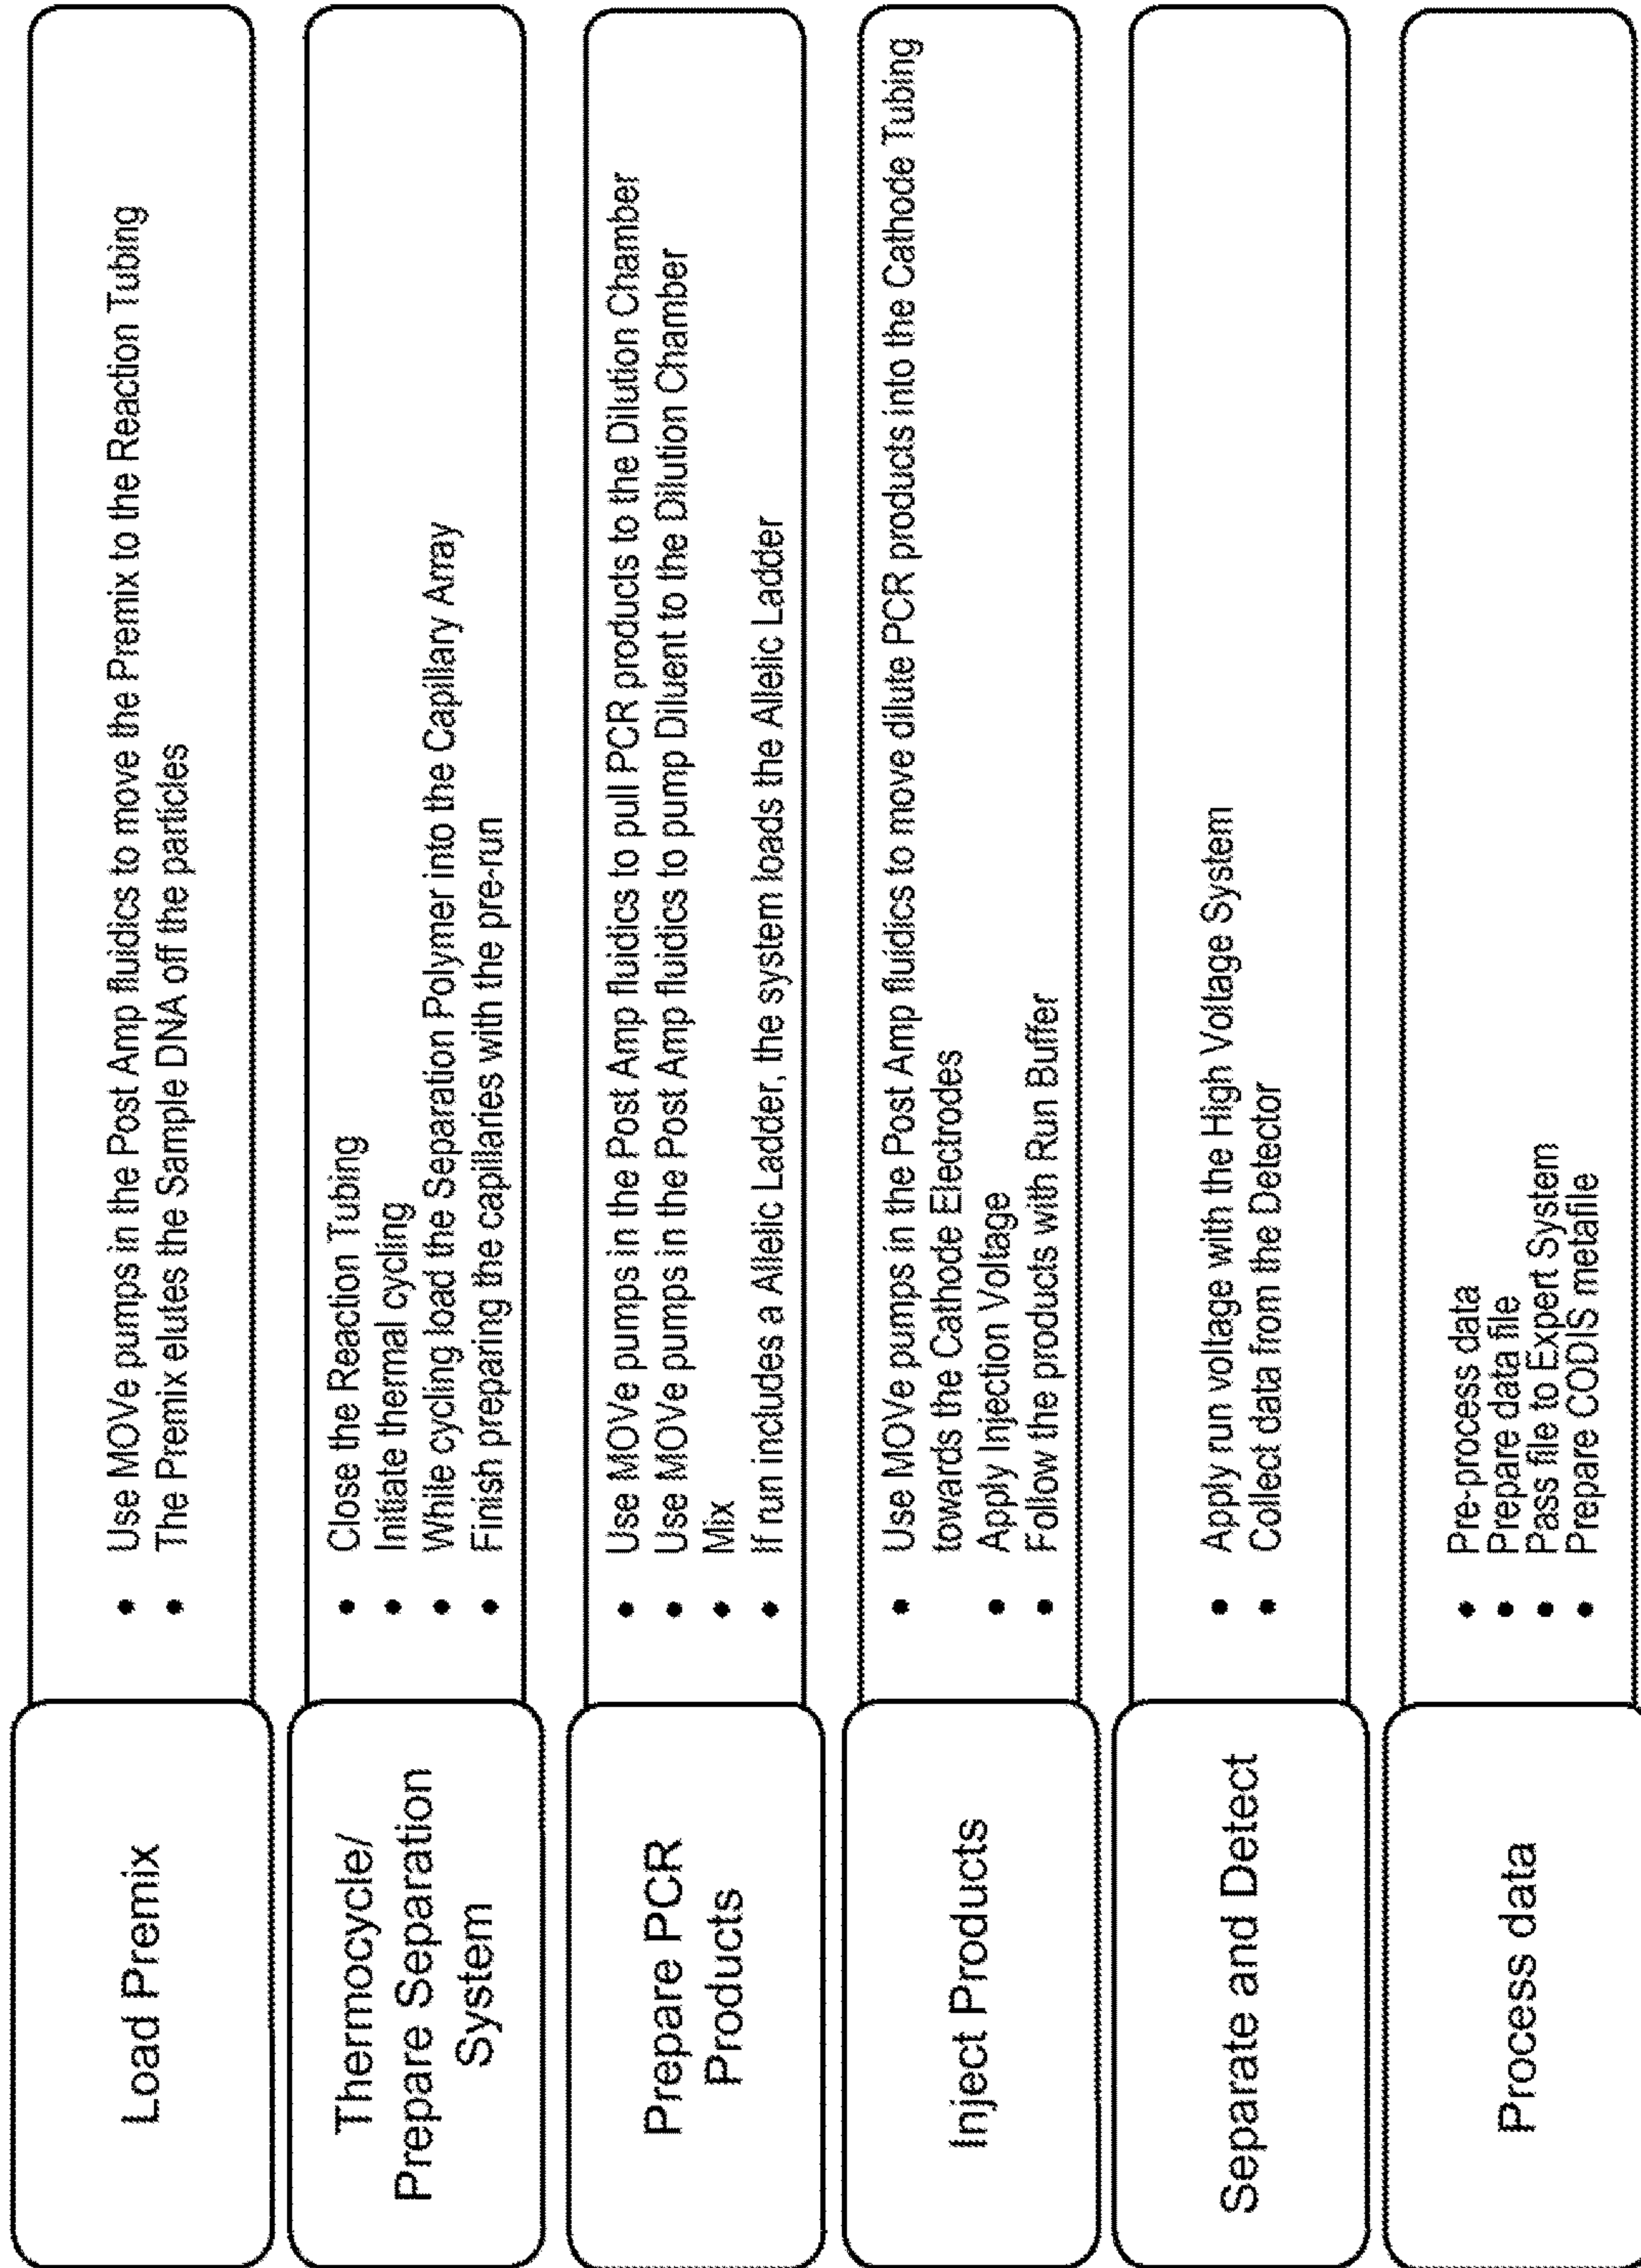 Load Premix
• Use MOVe pumps in the Post Amp fluidics to move the Premix to the Reaction Tubing
• The Premix elutes the Sample DNA off the particles
Thermocycle/
Prepare Separation
System
• Close the Reaction Tubing
• Initiate thermal cycling
• While cycling load the Separation Polymer into the Capillary Array
• Finish preparing the capillaries with the pre-run
Prepare PCR
Products
• Use MOVe pumps in the Post Amp fluidics to pull PCR products to the Dilution Chamber
• Use MOVe pumps in the Post Amp fluidics to pump Diluent to the Dilution Chamber
• Mix
• If run includes a Allelic Ladder, the system loads the Allelic Ladder
Inject Products
• Use MOVe pumps in the Post Amp fluidics to move dilute PCR products into the Cathode Tubing
towards the Cathode Electrodes
• Apply Injection Voltage
• Follow the products with Run Buffer
Separate and Detect
• Apply run voltage with the High Voltage System
• Collect data from the Detector
Process data
• Pre-process data
• Prepare data file
• Pass file to Expert System
• Prepare CODIS metafile